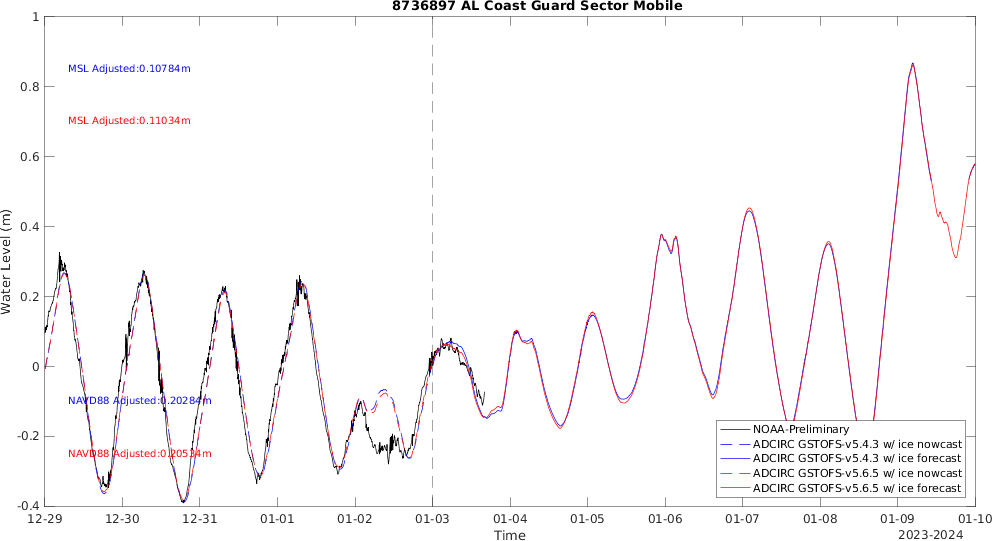 8736897 AL Coast Guard Sector Mobile
Water Level (m)
1
0.8
0.6
0.4
0.2
0
-0.2
-0.4
MSL Adjusted:0.10784m
MSL Adjusted:0.11034m
NAVD88 Adjusted:0.20284m
NAVD88 Adjusted:0.20534m
NOAA-Preliminary
ADCIRC GSTOFS-v5.4.3 w/ ice nowcast
ADCIRC GSTOFS-v5.4.3 w/ ice forecast
ADCIRC GSTOFS-v5.6.5 w/ ice nowcast
ADCIRC GSTOFS-v5.6.5 w/ ice forecast
12-29 12-30 12-31 01-01 01-02 01-03 01-04 01-05 01-06 01-07 01-08 01-09 01-10
Time
2023-2024